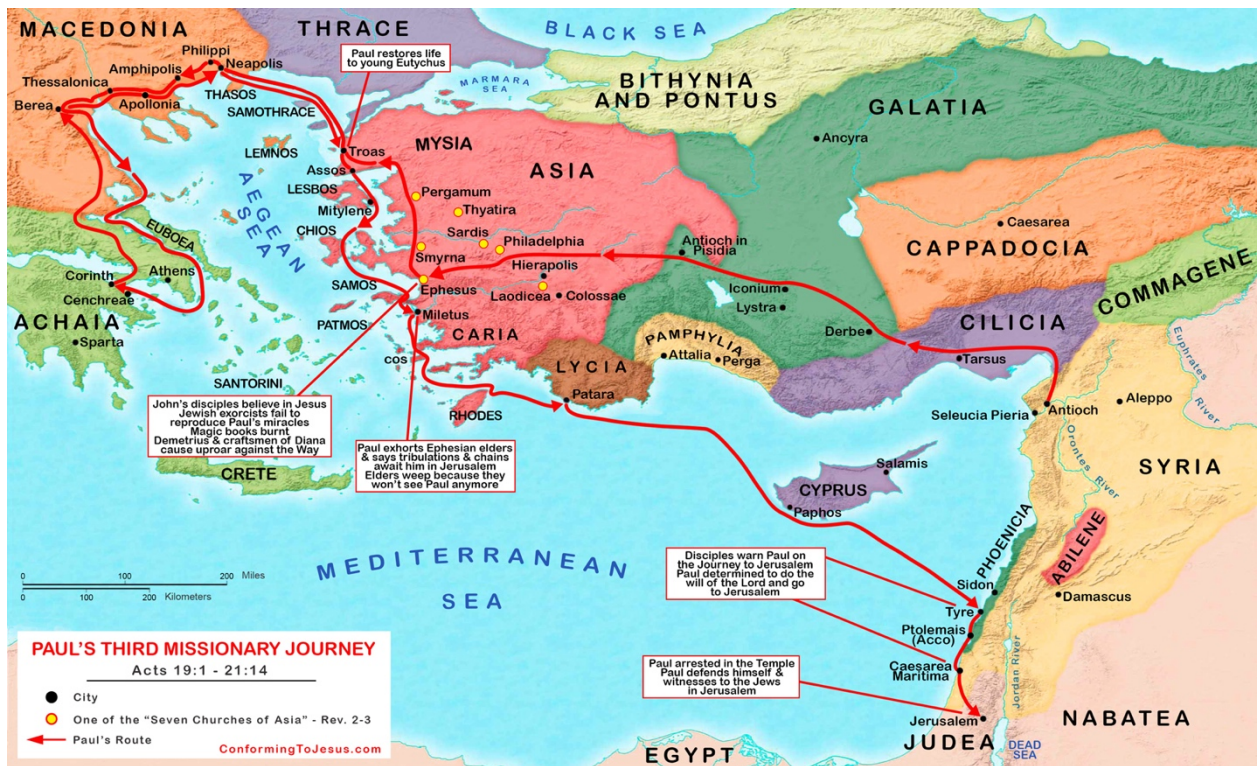 MACEDONIA
THRACE
BLACK SEA
Philippi
Neapolis
Amphipolis
Thessalonica
Berea
Apollonia
THASOS
SAMOTHRACE
Paul restores life
to young Eutychus
MARMARA
SEA
BITHYNIA
AND PONTUS
GALATIA
Ancyra
LEMNOS
Troas
MYSIA
Assos
ASIA
LESBOS
Mitylene
AEGEAN
SEA
Pergamum
Thyatira
CHIOS
EUBOEA
Sardis
Philadelphia
Smyrna
Hierapolis
Antioch in
Pisidia
Caesarea
CAPPADOCIA
COMMAGENE
Corinth
Athens
Cenchreae
SAMOS
Ephesus
Laodicea
Colossae
Iconium
Lystra
Derbe
CILICIA
Tarsus
ACHAIA
Sparta
PATMOS
Miletus
CARIA
PAMPHYLIA
Attalia
Perga
Euphrates
River
COS
LYCIA
Patara
SANTORINI
RHODES
Seleucia Pieria
Antioch
Aleppo
Orontes
River
SYRIA
John's disciples believe in Jesus
Jewish exorcists fail to
reproduce Paul's miracles
Magic books burnt
Demetrius & craftsmen of Diana
cause uproar against the Way
Paul exhorts Ephesian elders
& says tribulations & chains
await him in Jerusalem
Elders weep because they
won't see Paul anymore
CRETE
Salamis
CYPRUS
Paphos
MEDITERRANEAN
SEA
PHOENICIA
ABILENE
Disciples warn Paul on
the Journey to Jerusalem
Paul determined to do the
will of the Lord and go
to Jerusalem
Sidon
Damascus
Tyre
Ptolemais
(Acco)
Caesarea
Maritima
Jordan River
Paul arrested in the Temple
Paul defends himself &
witnesses to the Jews
in Jerusalem
Jerusalem
JUDEA
DEAD
SEA
NABATEA
EGYPT
0 100 200 Miles
0 100 200 Kilometers
PAUL'S THIRD MISSIONARY JOURNEY
Acts 19:1 - 21:14
City
One of the "Seven Churches of Asia" - Rev. 2-3
Paul's Route
ConformingToJesus.com